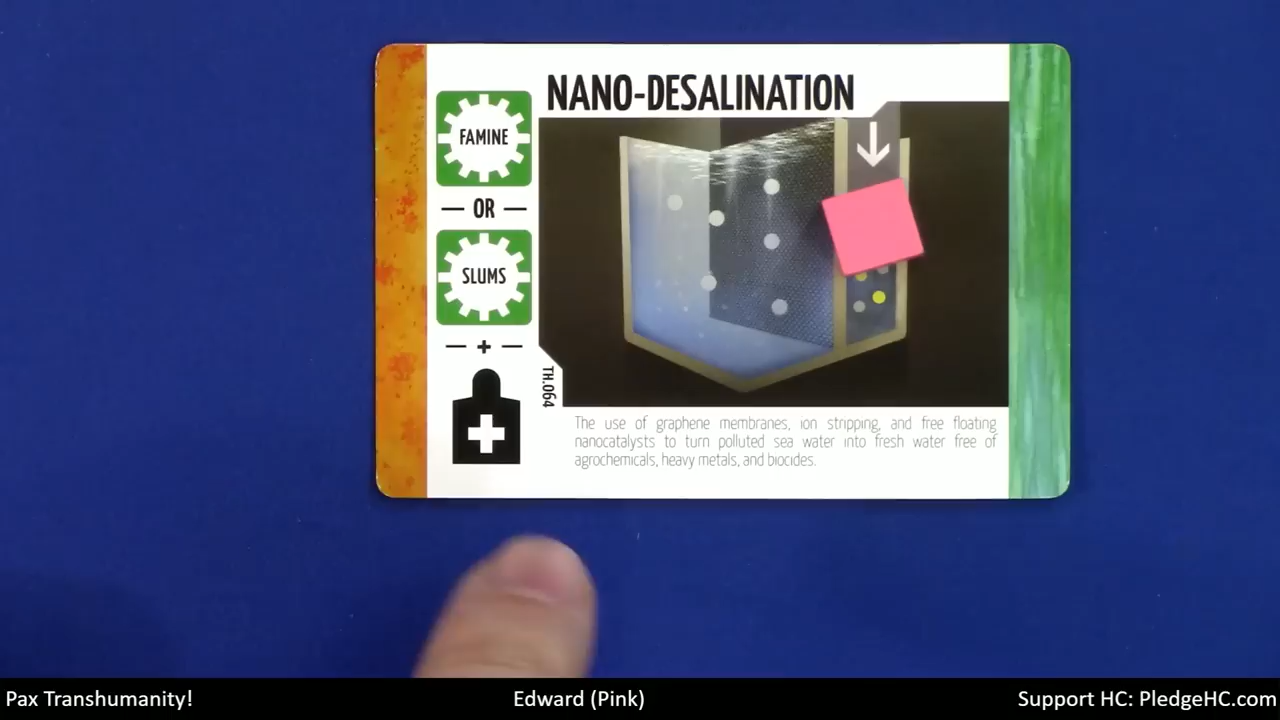 NANO-DESALINATION
FAMINE
— OR —
SLUMS
— + —
TH.064
The use of graphene membranes, ion stripping, and free floating
nanocatalysts to turn polluted sea water into fresh water free of
agrochemicals, heavy metals, and biocides.
Pax Transhumanity!
Edward (Pink)
Support HC: PledgeHC.com